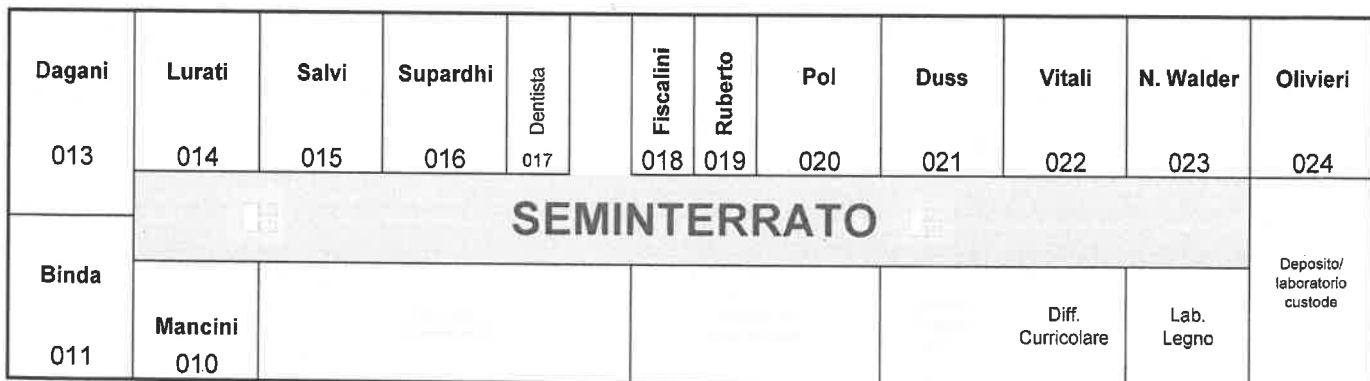 Dagani
013
Lurati
014
Salvi
015
Supardhi
016
Dentista
017
Fiscalini
018
Ruberto
019
Pol
020
Duss
021
Vitali
022
N. Walder
023
Olivieri
024
SEMINTERRATO
Binda
011
Mancini
010
Diff.
Curricolare
Lab.
Legno
Deposito/
laboratorio
custode